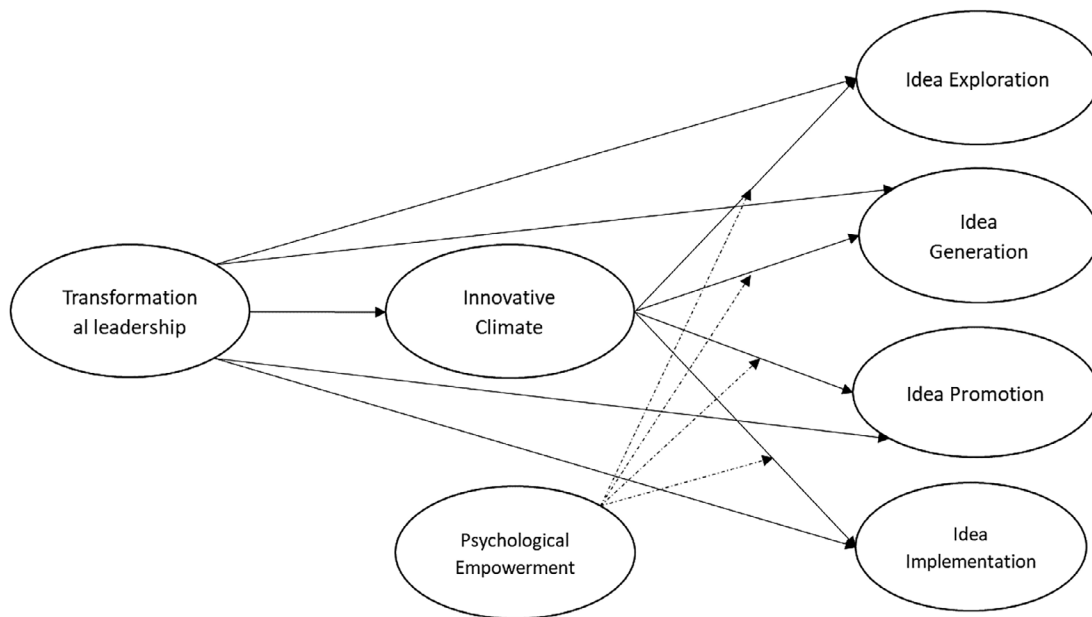 Idea Exploration
Idea
Generation
Transformation
al leadership
Innovative
Climate
Idea Promotion
Psychological
Empowerment
Idea
Implementation